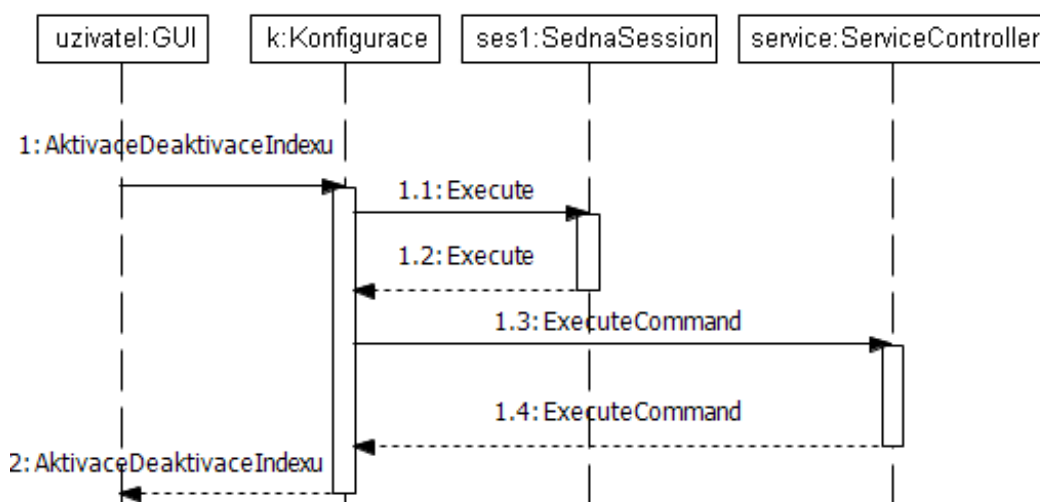 uzivatel:GUI
k:Konfigurace
ses1:SednaSession
service:ServiceController
1:AktivaceDeaktivaceIndexu
1.1:Execute
1.2:Execute
1.3:ExecuteCommand
1.4:ExecuteCommand
2:AktivaceDeaktivaceIndexu